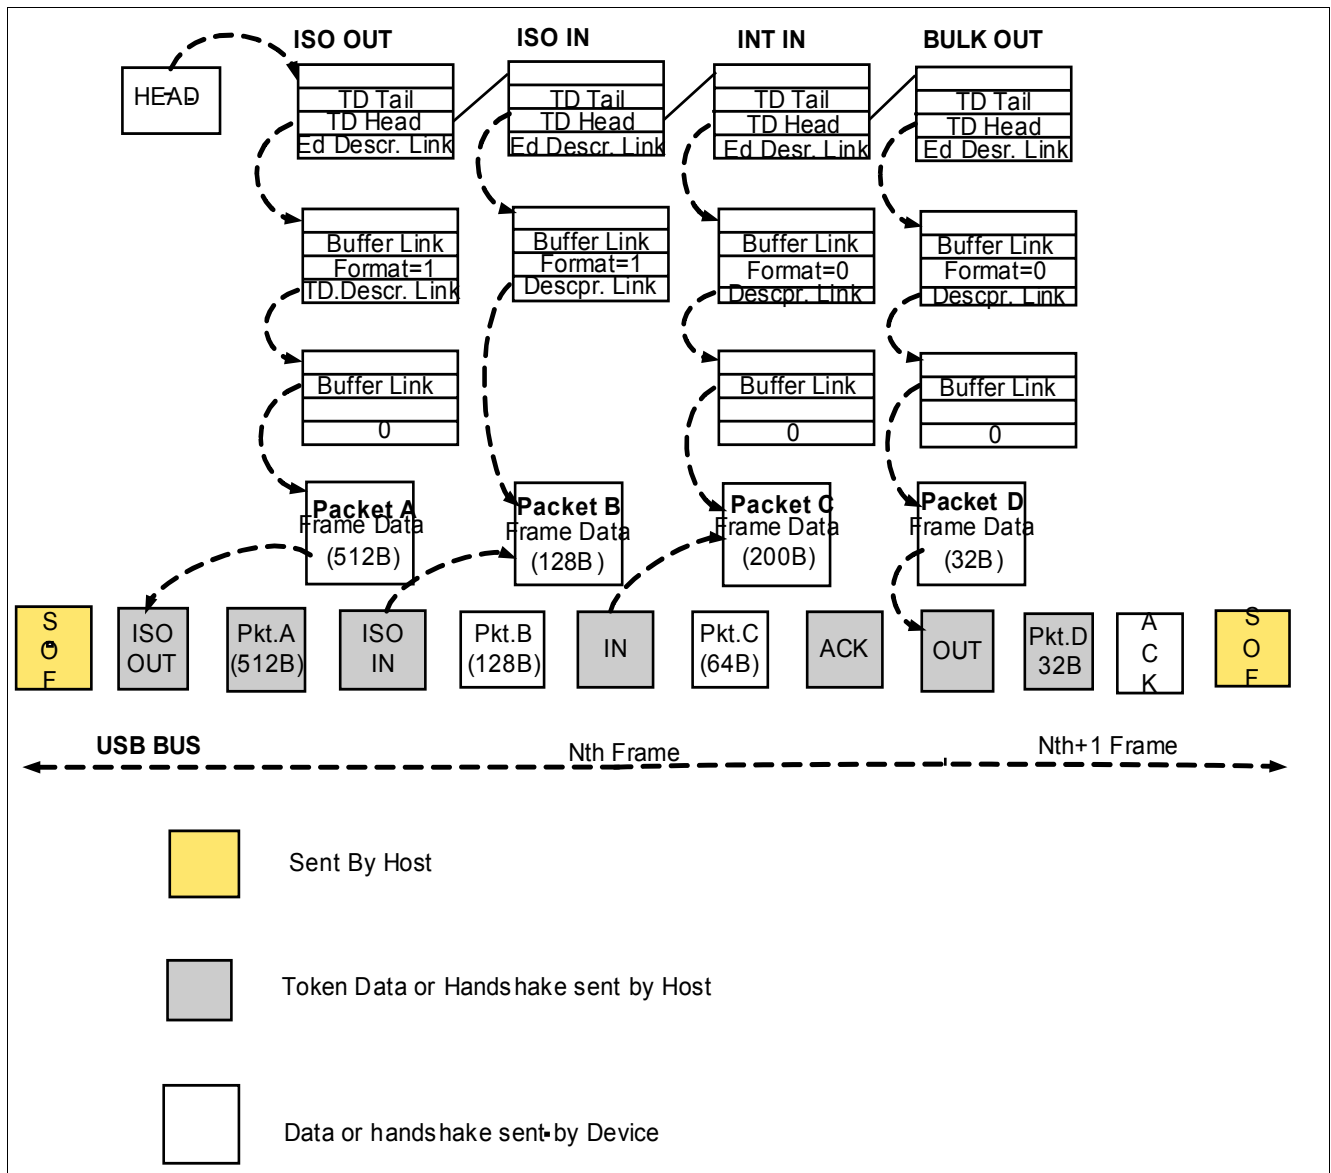 ISO OUT
ISO IN
INT IN
BULK OUT
HEAD
TD Tail
TD Head
Ed Descr. Link
TD Tail
TD Head
Ed Descr. Link
TD Tail
TD Head
Ed Desr. Link
TD Tail
TD Head
Ed Desr. Link
Buffer Link
Format=1
TD.Descr. Link
Buffer Link
Format=1
Descpr. Link
Buffer Link
Format=0
Descpr. Link
Buffer Link
Format=0
Descpr. Link
Buffer Link
0
Buffer Link
0
Buffer Link
0
Packet A
Frame Data
(512B)
Packet B
Frame Data
(128B)
Packet C
Frame Data
(200B)
Packet D
Frame Data
(32B)
S
O
F
ISO
OUT
Pkt.A
(512B)
ISO
IN
Pkt.B
(128B)
IN
Pkt.C
(64B)
ACK
OUT
Pkt.D
32B
A
C
K
S
O
F
USB BUS
Nth Frame
Nth+1 Frame
Sent By Host
Token Data or Handshake sent by Host
Data or handshake sent by Device